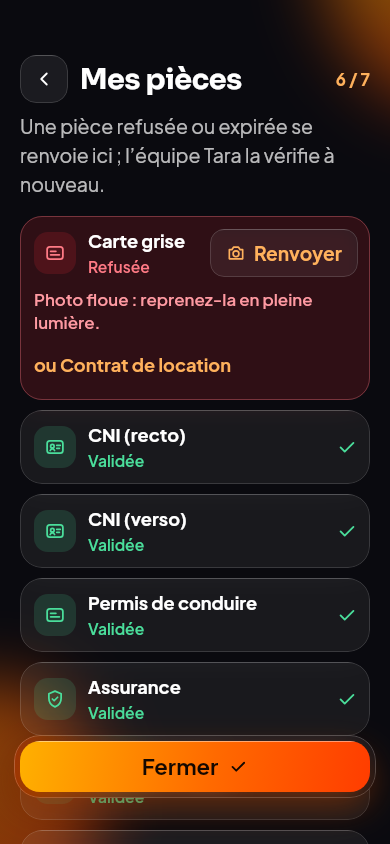 Mes pièces
6 / 7
Une pièce refusée ou expirée se
renvoie ici ; l’équipe Tara la vérifie à
nouveau.
Carte grise
Refusée
Renvoyer
Photo floue : reprenez-la en pleine
lumière.
ou Contrat de location
CNI (recto)
Validée
CNI (verso)
Validée
Permis de conduire
Validée
Assurance
Validée
Fermer
Validée